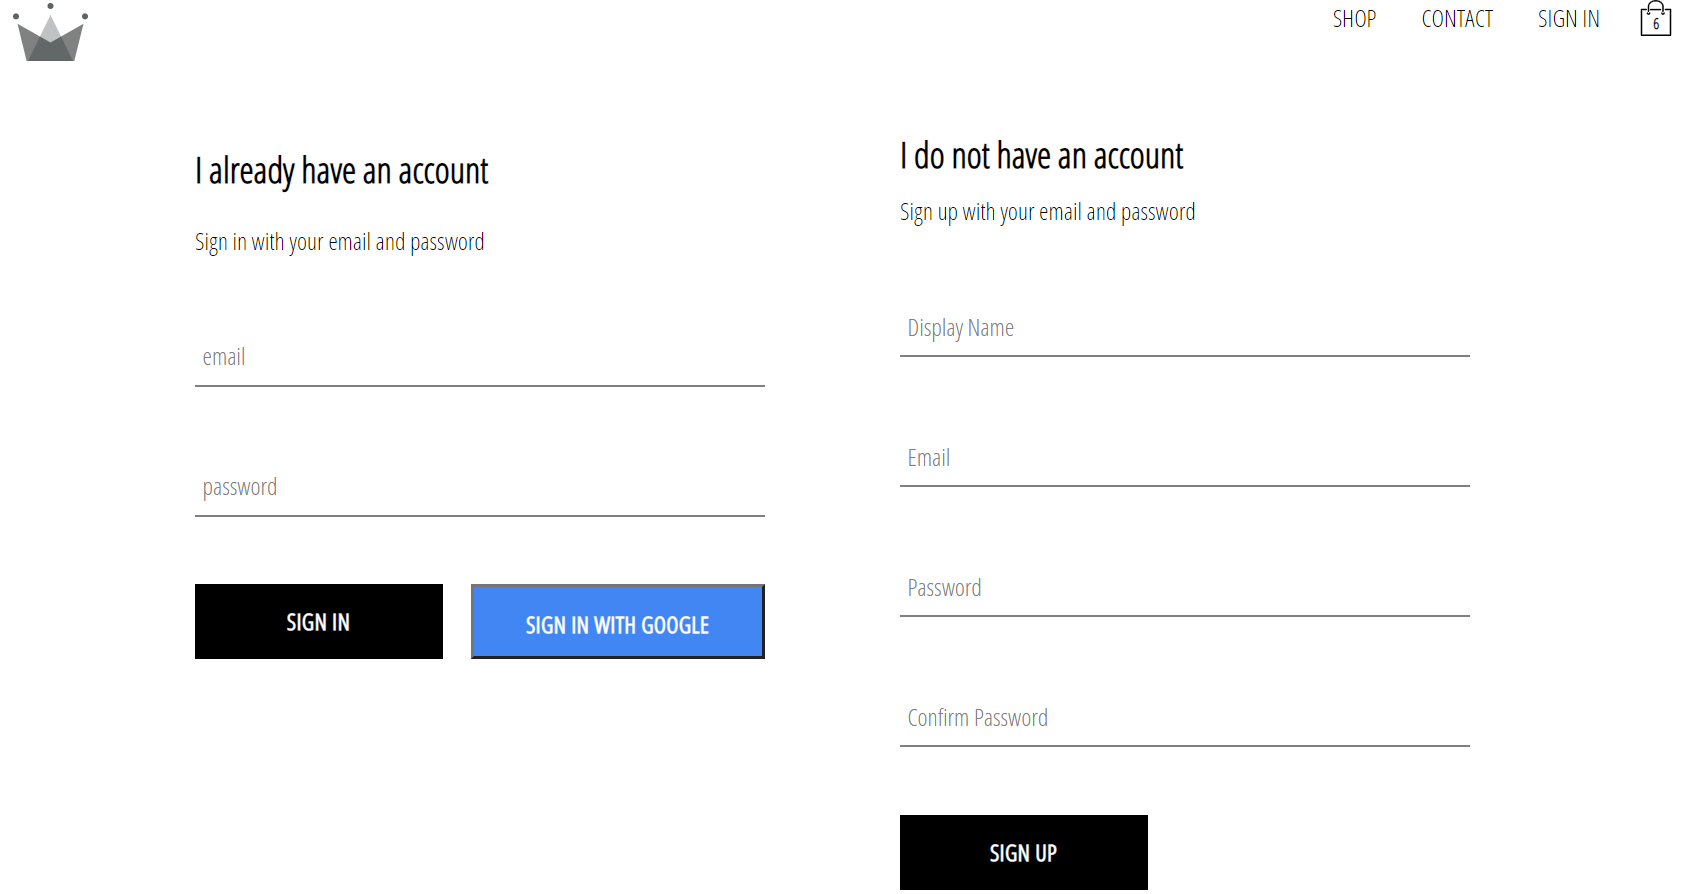 SHOP CONTACT SIGN IN 6
I already have an account
Sign in with your email and password
email
password
SIGN IN SIGN IN WITH GOOGLE
I do not have an account
Sign up with your email and password
Display Name
Email
Password
Confirm Password
SIGN UP